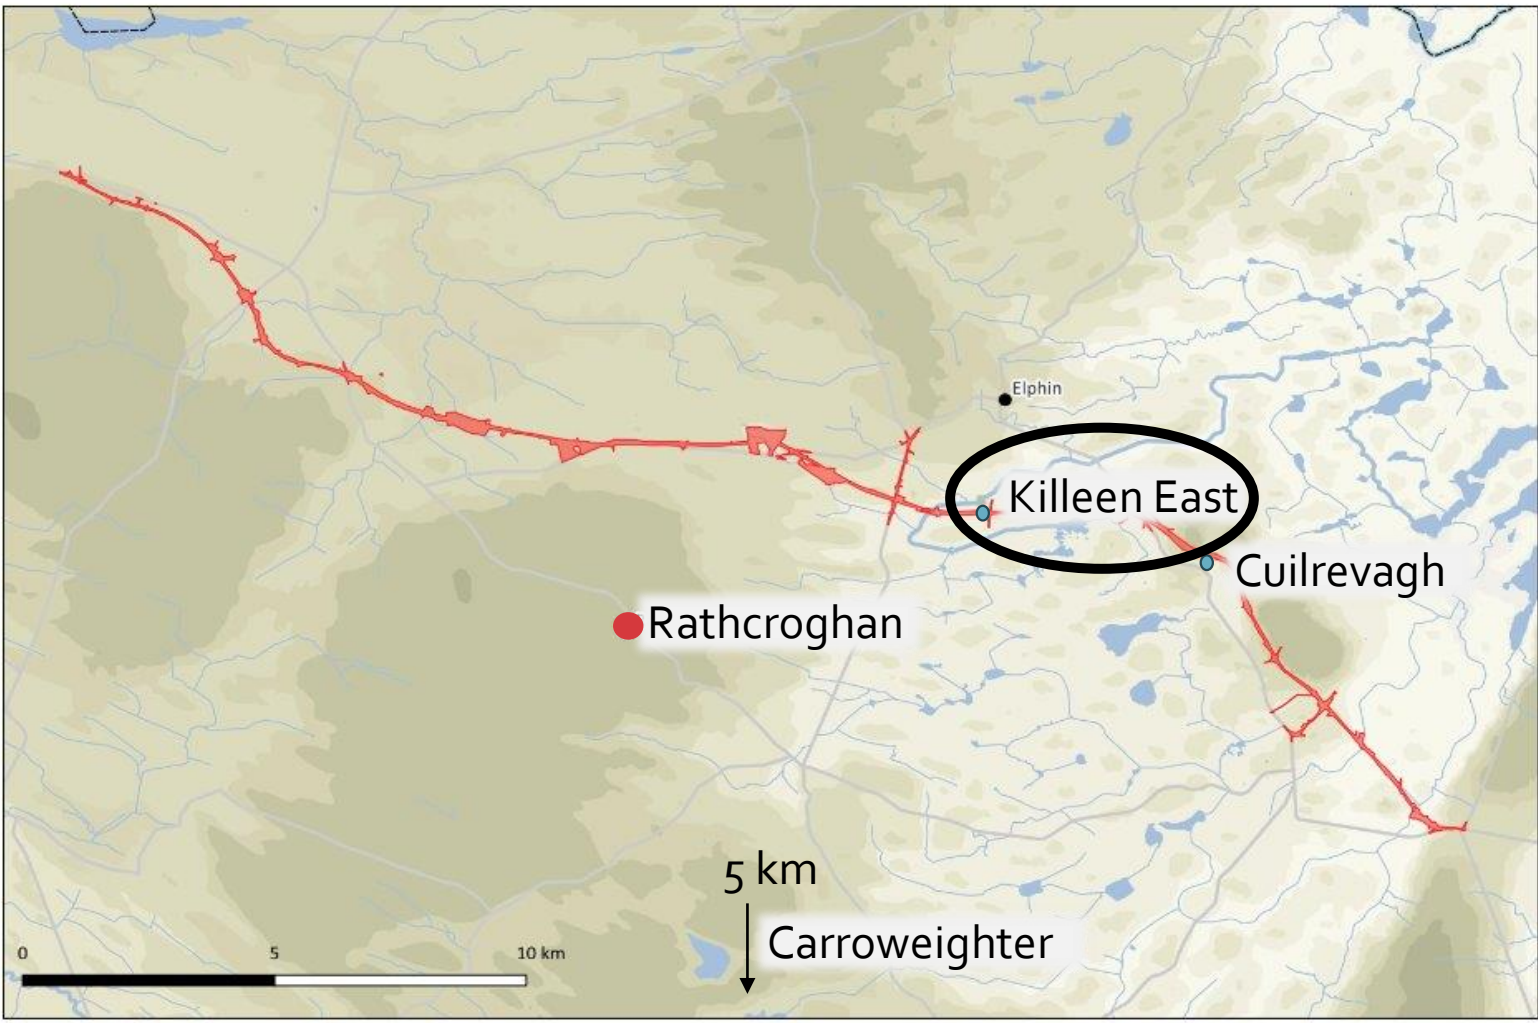 Elphin
Killeen East
Cuilrevagh
Rathcroghan
5 km
Carroweighter
0 5 10 km